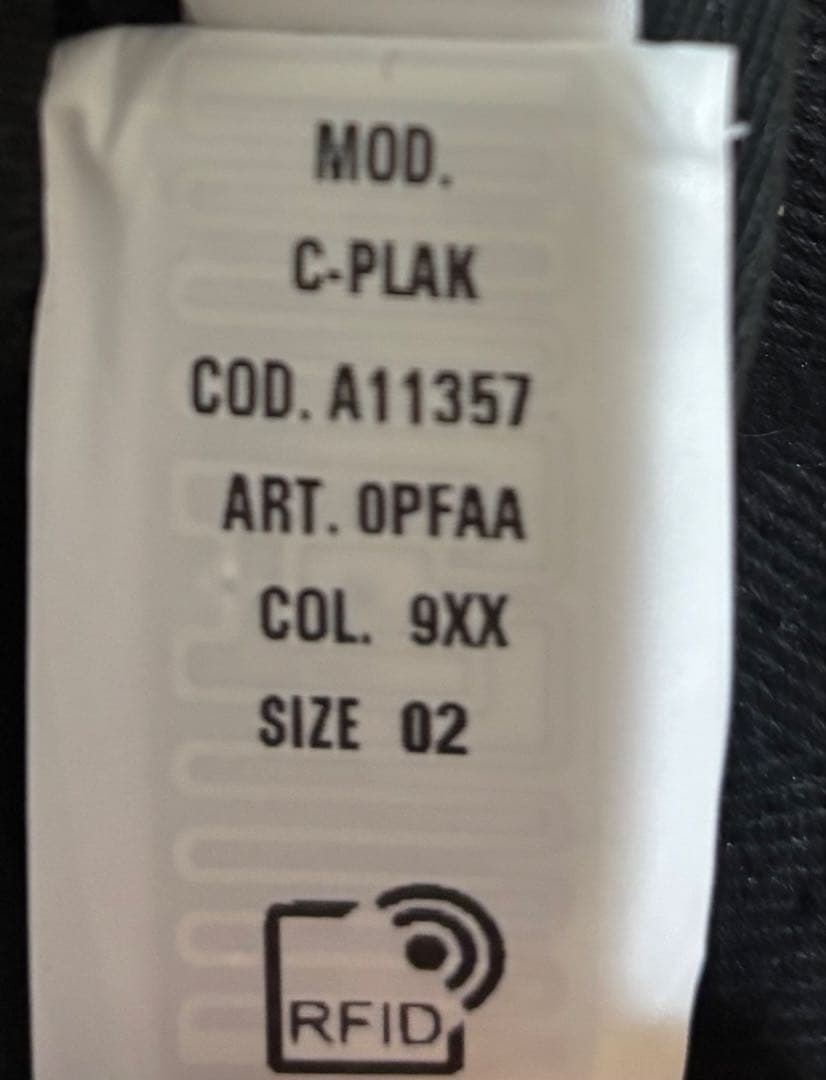 MOD.
C-PLAK
COD. A11357
ART. 0PFAA
COL. 9XX
SIZE 02
RFID